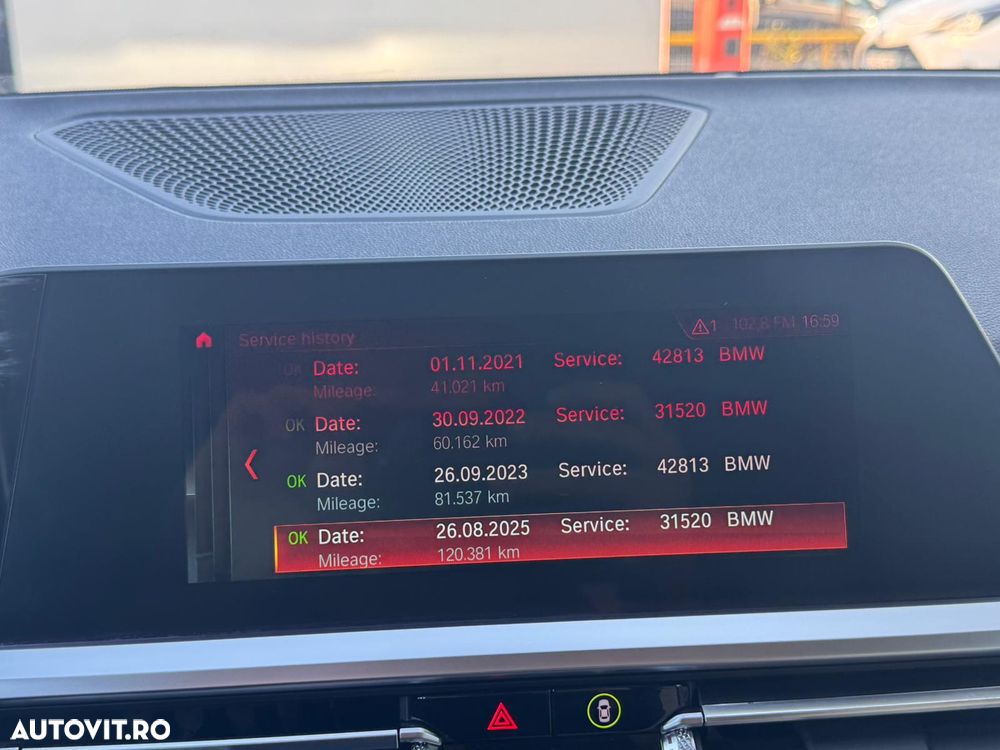 Service history
1 102,8 FM 16:59
OK Date: 01.11.2021 Service: 42813 BMW
Mileage: 41.021 km
OK Date: 30.09.2022 Service: 31520 BMW
Mileage: 60.162 km
OK Date: 26.09.2023 Service: 42813 BMW
Mileage: 81.537 km
OK Date: 26.08.2025 Service: 31520 BMW
Mileage: 120.381 km
AUTOVIT.RO